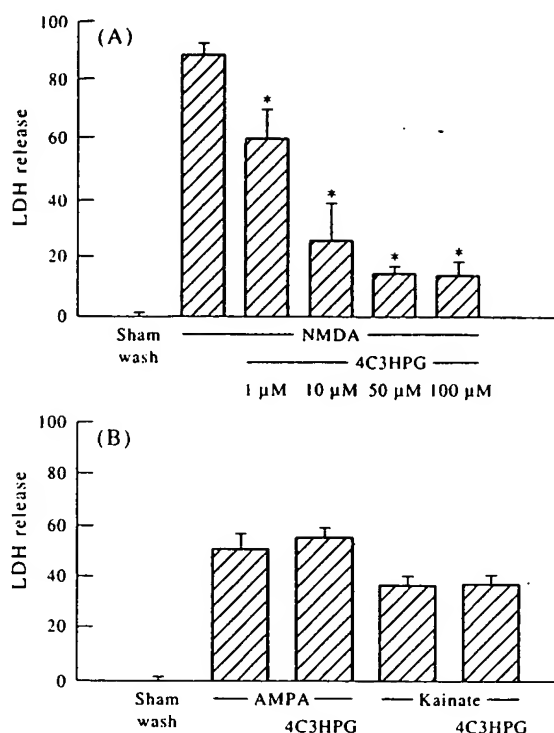 (A)
100
80
60
40
20
0
LDH release
* * * *
Sham wash
NMDA
4C3HPG
1 μM 10 μM 50 μM 100 μM
(B)
100
80
60
40
20
0
LDH release
Sham wash
AMPA Kainate
4C3HPG 4C3HPG